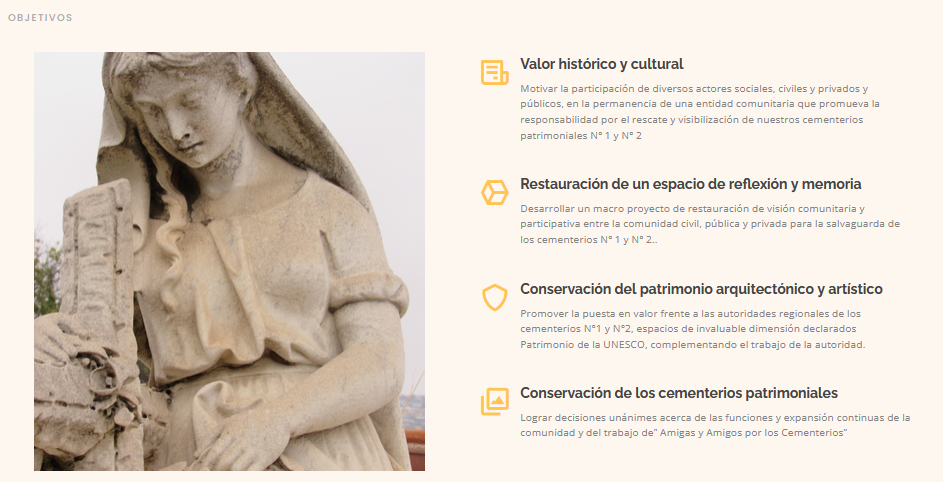 OBJETIVOS
Valor histórico y cultural
Motivar la participación de diversos actores sociales, civiles y privados y
públicos, en la permanencia de una entidad comunitaria que promueva la
responsabilidad por el rescate y visibilización de nuestros cementerios
patrimoniales N° 1 y N° 2
Restauración de un espacio de reflexión y memoria
Desarrollar un macro proyecto de restauración de visión comunitaria y
participativa entre la comunidad civil, pública y privada para la salvaguarda de
los cementerios N° 1 y N° 2..
Conservación del patrimonio arquitectónico y artístico
Promover la puesta en valor frente a las autoridades regionales de los
cementerios N°1 y N°2, espacios de invaluable dimensión declarados
Patrimonio de la UNESCO, complementando el trabajo de la autoridad.
Conservación de los cementerios patrimoniales
Lograr decisiones unánimes acerca de las funciones y expansión continuas de la
comunidad y del trabajo de" Amigas y Amigos por los Cementerios"